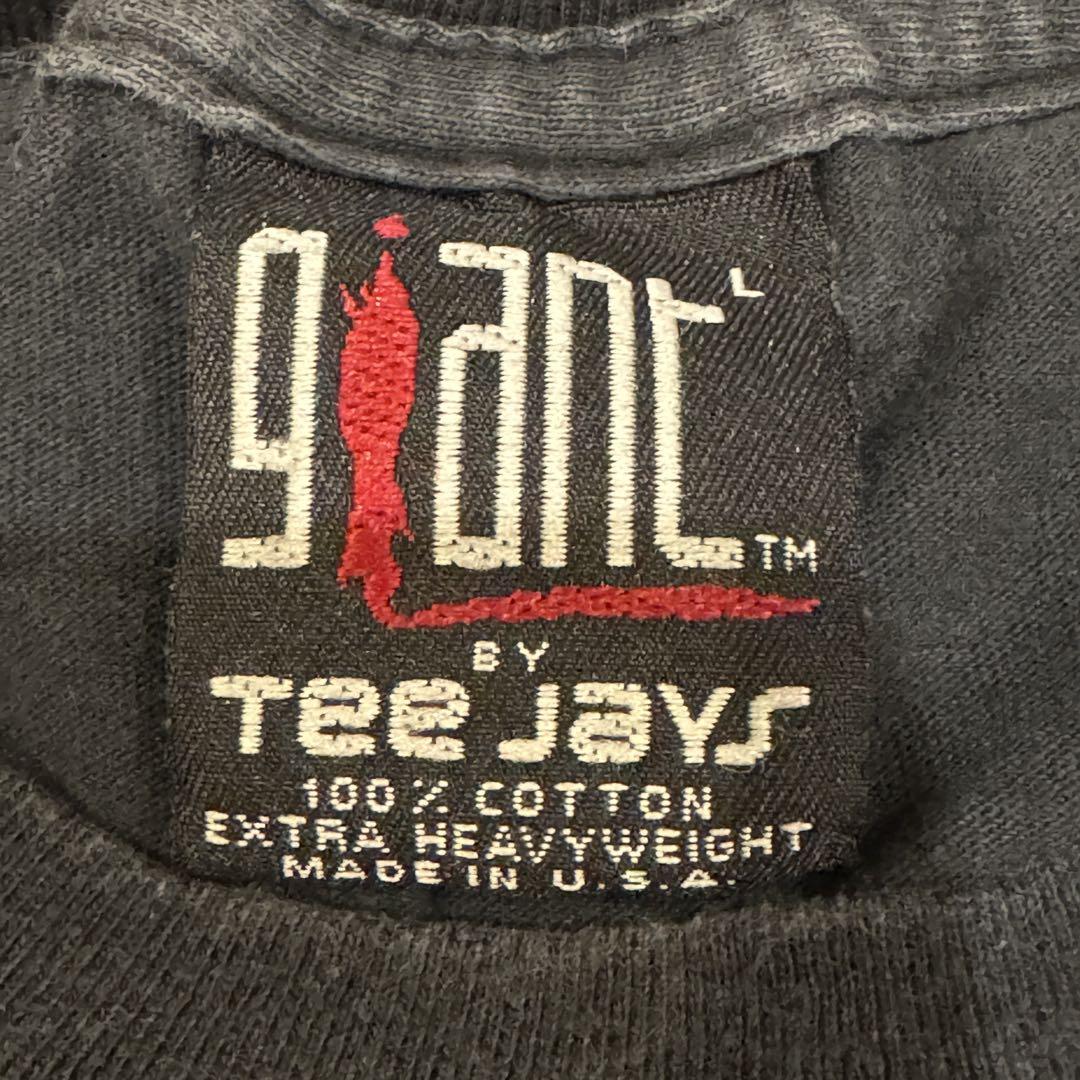 giant L ™
BY
Tee Jays
100% COTTON
EXTRA HEAVYWEIGHT
MADE IN U.S.A.